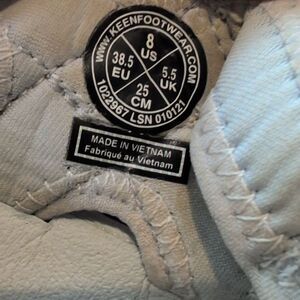 WWW.KEENFOOTWEAR.COM
8
US
38.5
EU
5.5
UK
25
CM
1022967 LSN 010121
MADE IN VIETNAM
Fabriqué au Vietnam